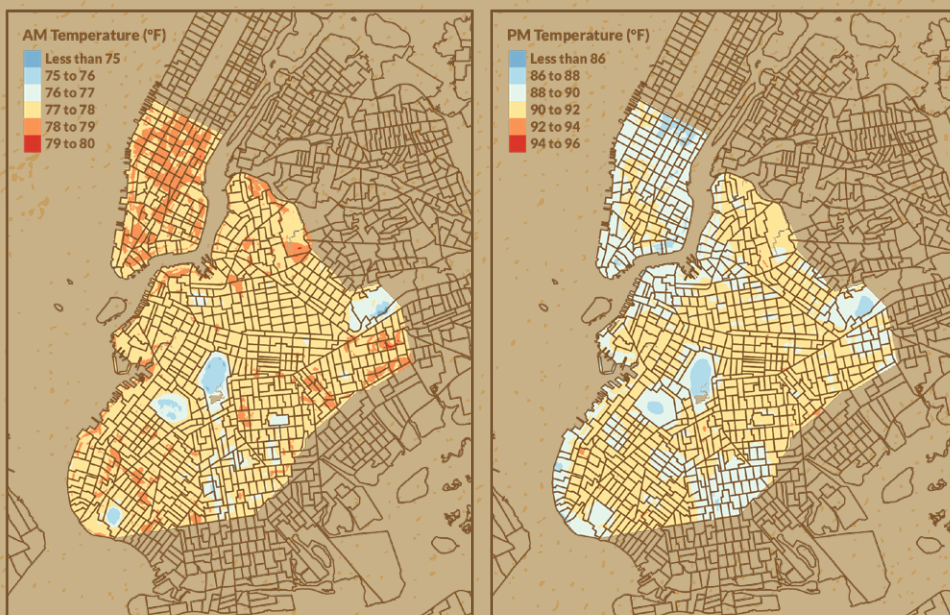 AM Temperature (°F)
Less than 75
75 to 76
76 to 77
77 to 78
78 to 79
79 to 80
PM Temperature (°F)
Less than 86
86 to 88
88 to 90
90 to 92
92 to 94
94 to 96